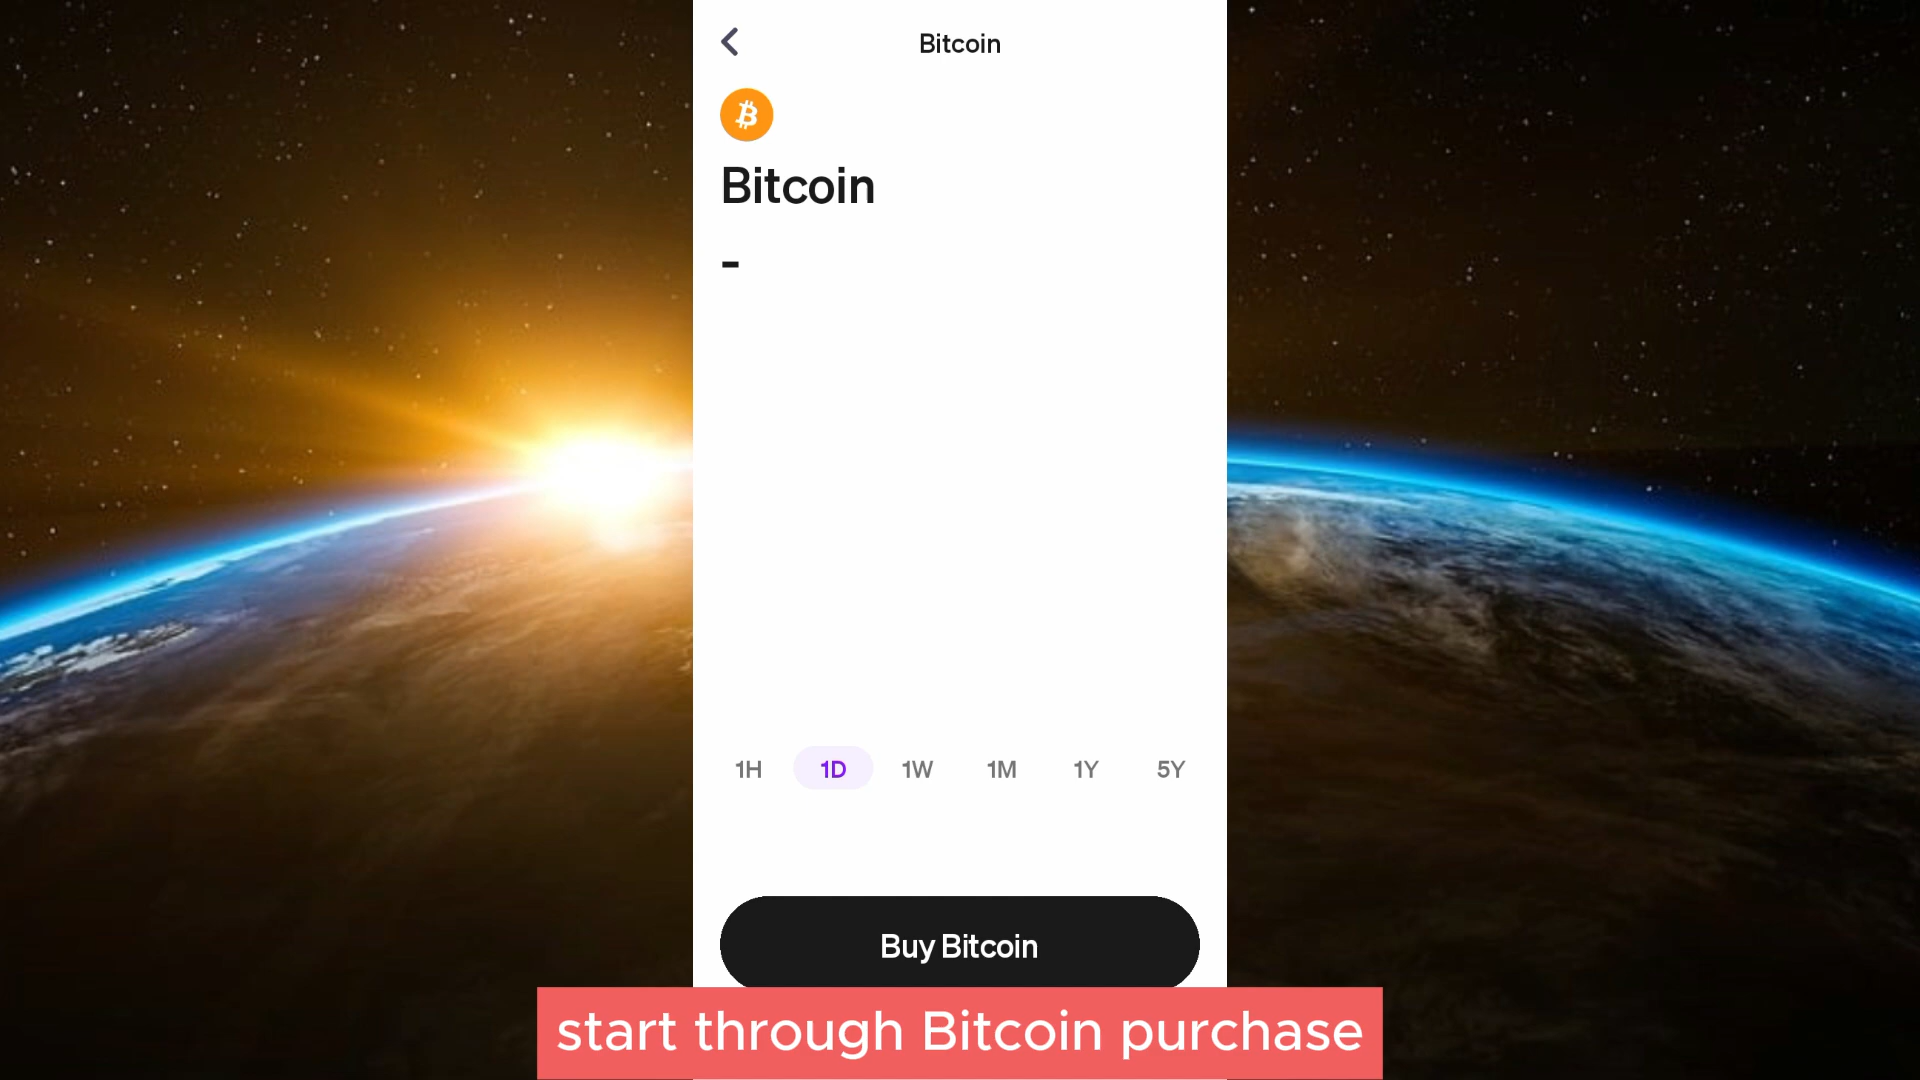 Bitcoin
Bitcoin
-
1H 1D 1W 1M 1Y 5Y
Buy Bitcoin
start through Bitcoin purchase